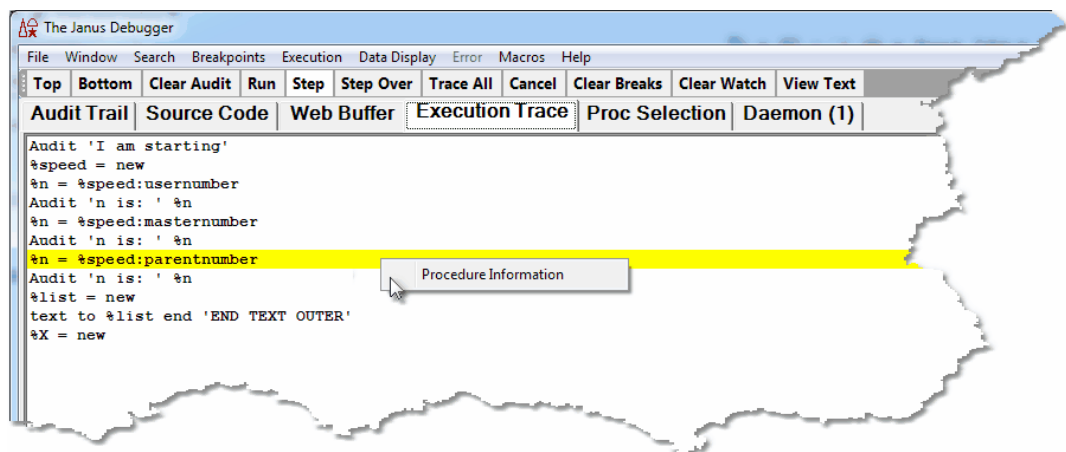 The Janus Debugger
File Window Search Breakpoints Execution Data Display Error Macros Help
Top Bottom Clear Audit Run Step Step Over Trace All Cancel Clear Breaks Clear Watch View Text
Audit Trail Source Code Web Buffer Execution Trace Proc Selection Daemon (1)
Audit 'I am starting'
%speed = new
%n = %speed:usernumber
Audit 'n is: ' %n
%n = %speed:masternumber
Audit 'n is: ' %n
%n = %speed:parentnumber
Procedure Information
Audit 'n is: ' %n
%list = new
text to %list end 'END TEXT OUTER'
%X = new